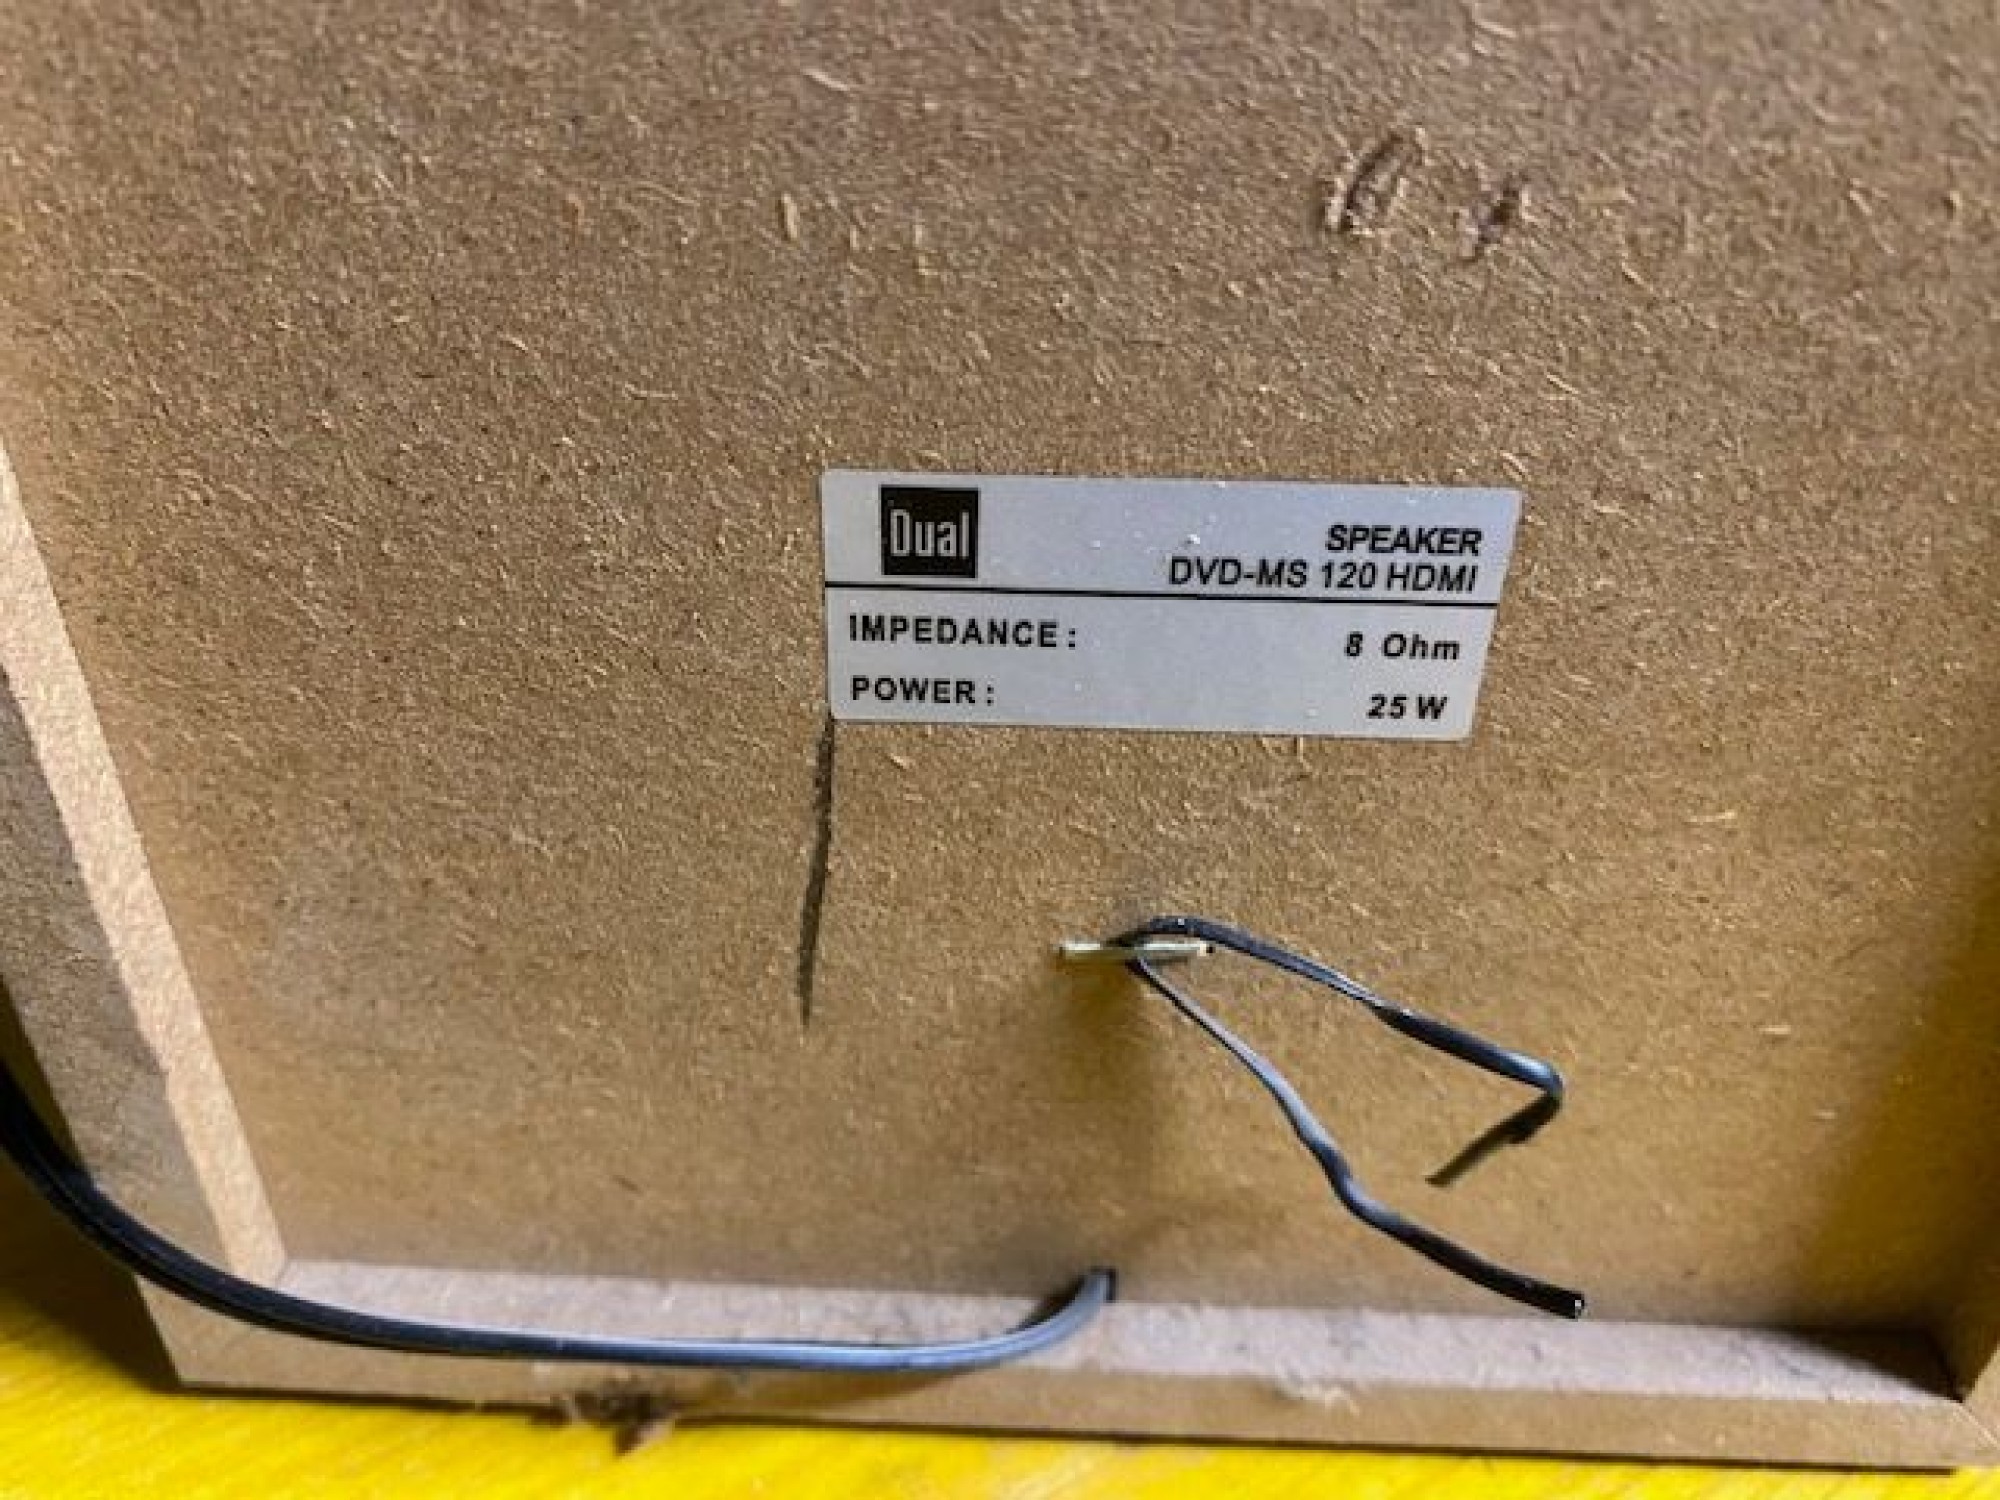 Dual
SPEAKER
DVD-MS 120 HDMI
IMPEDANCE : 8 Ohm
POWER : 25 W